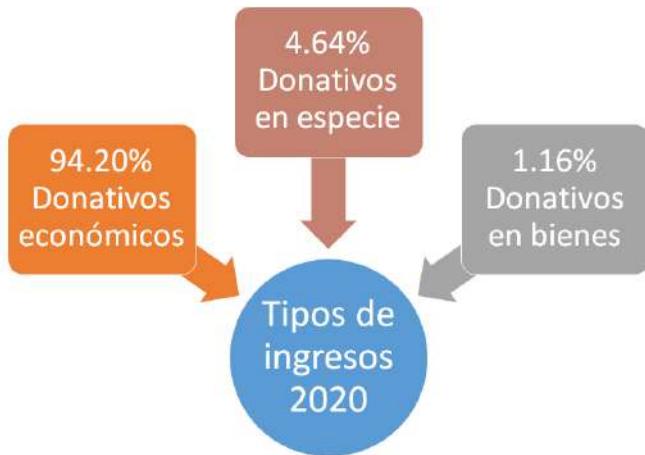 94.20%
Donativos
económicos
4.64%
Donativos
en especie
1.16%
Donativos
en bienes
Tipos de
ingresos
2020